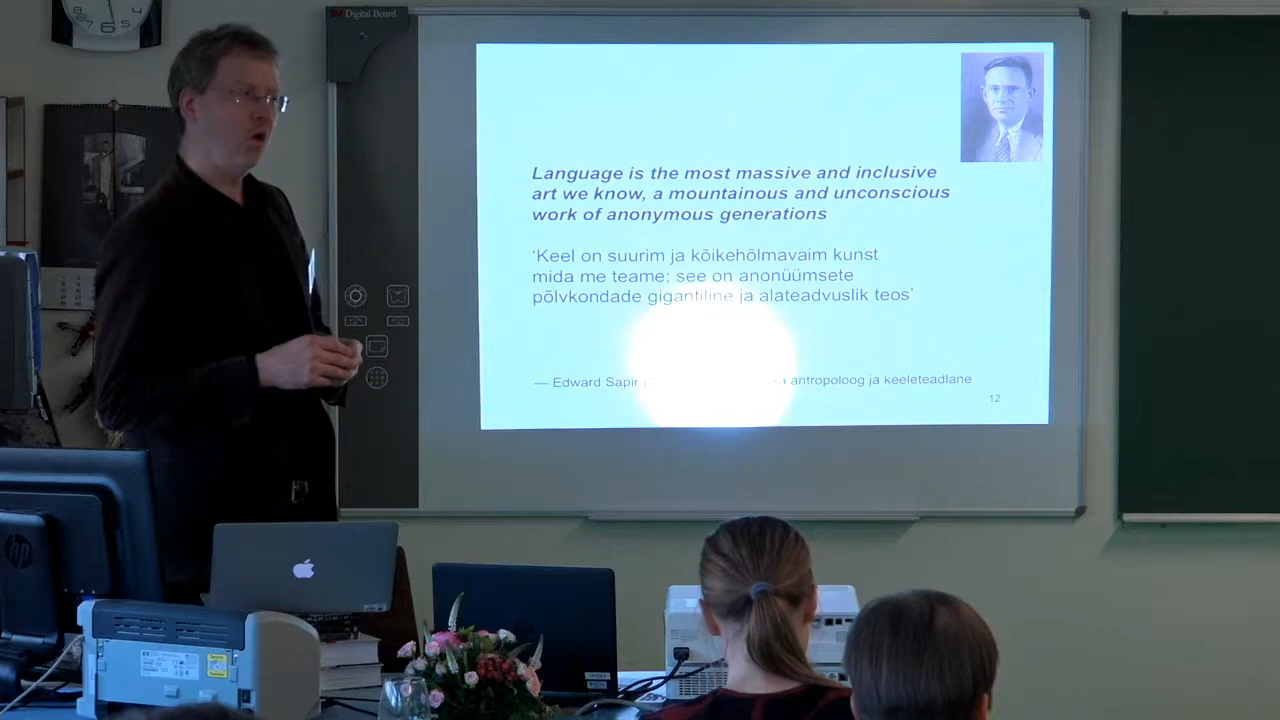 Digital Board
Language is the most massive and inclusive
art we know, a mountainous and unconscious
work of anonymous generations
‘Keel on suurim ja kõikehõlmavaim kunst
mida me teame; see on anonüümsete
põlvkondade gigantiline ja alateadvuslik teos’
— Edward Sapir antropoloog ja keeleteadlane
12
hp